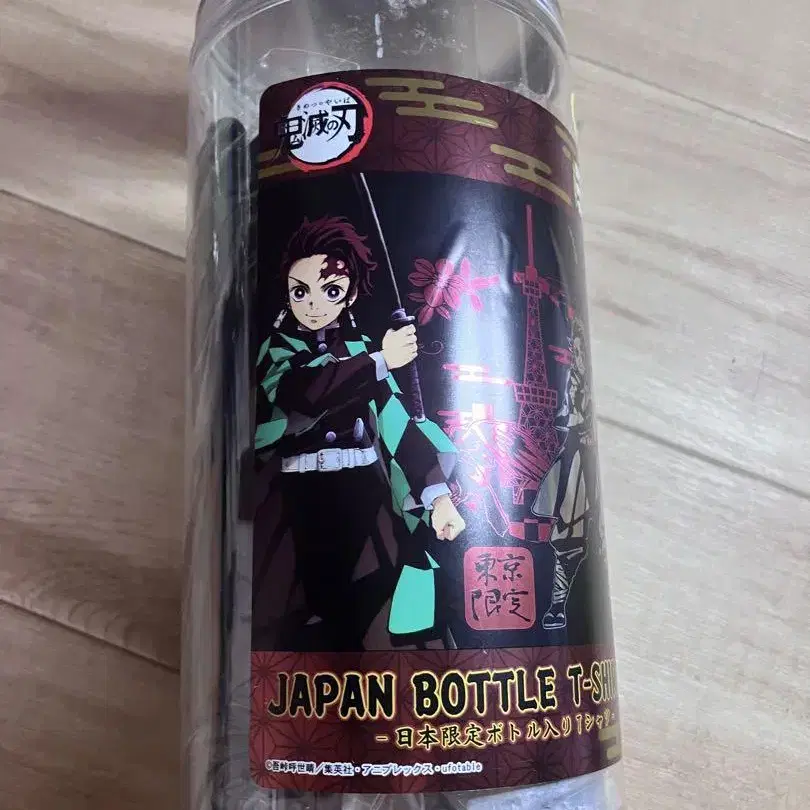 きめつのやいば
鬼滅の刃
東京
限定
JAPAN BOTTLE T-SHI
－日本限定ボトル入りTシャツ－
©吾峠呼世晴／集英社・アニプレックス・ufotable